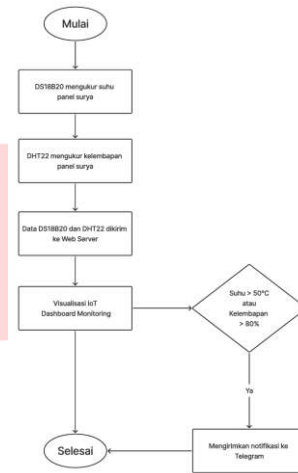 Mulai
DS18B20 mengukur suhu
panel surya
DHT22 mengukur kelembapan
panel surya
Data DS18B20 dan DHT22 dikirim
ke Web Server
Visualisasi IoT
Dashboard Monitoring
Suhu > 50°C
atau
Kelembapan
> 80%
Ya
Mengirimkan notifikasi ke
Telegram
Selesai